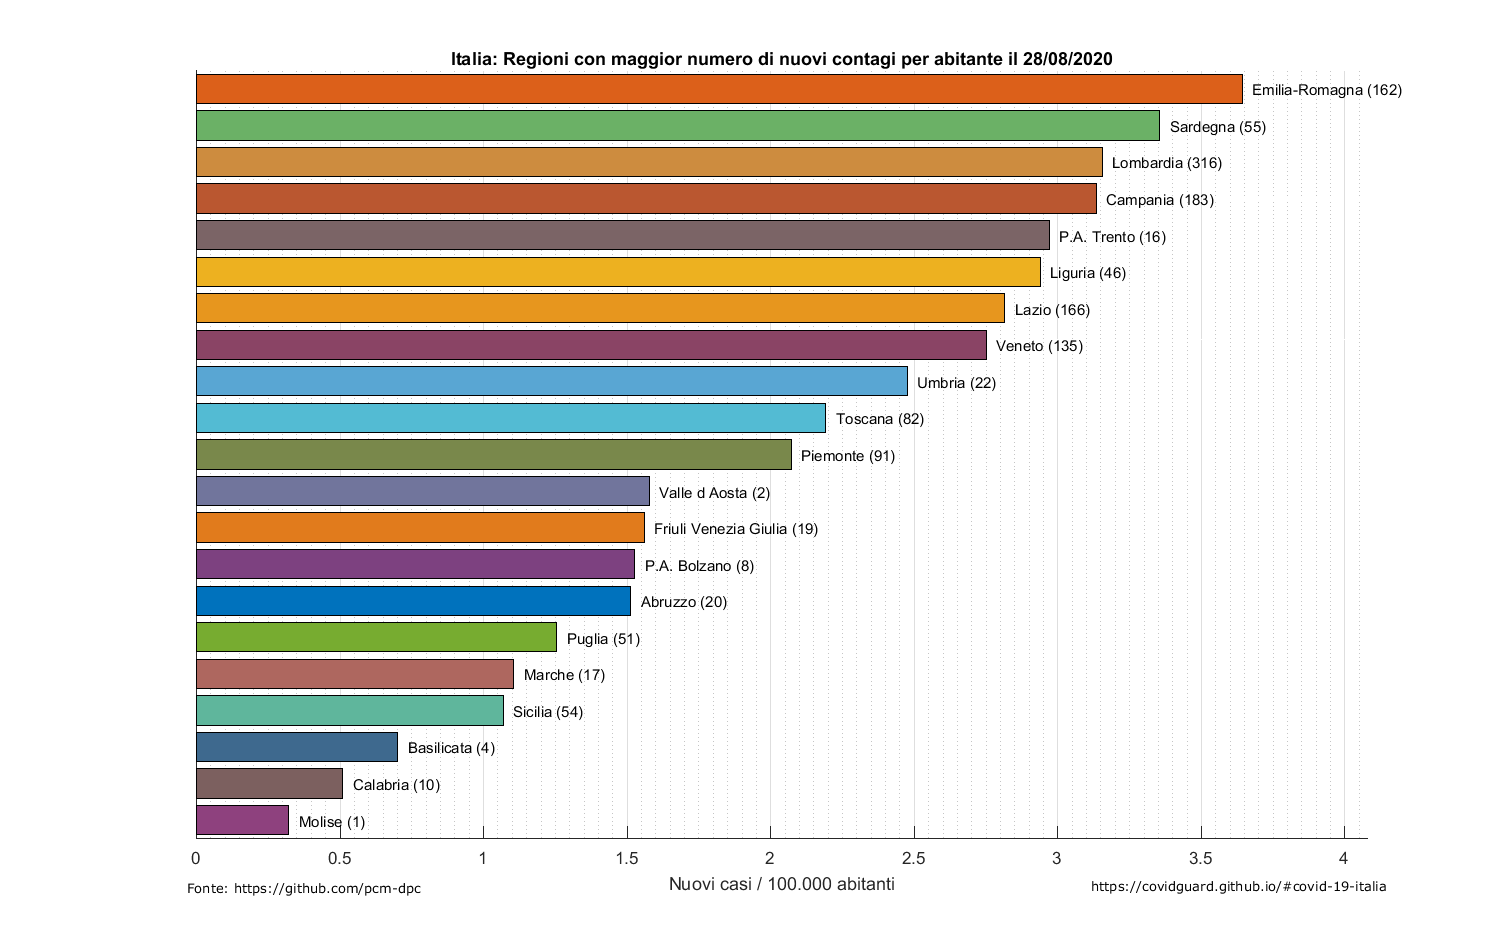 Italia: Regioni con maggior numero di nuovi contagi per abitante il 28/08/2020
Emilia-Romagna (162)
Sardegna (55)
Lombardia (316)
Campania (183)
P.A. Trento (16)
Liguria (46)
Lazio (166)
Veneto (135)
Umbria (22)
Toscana (82)
Piemonte (91)
Valle d Aosta (2)
Friuli Venezia Giulia (19)
P.A. Bolzano (8)
Abruzzo (20)
Puglia (51)
Marche (17)
Sicilia (54)
Basilicata (4)
Calabria (10)
Molise (1)
0 0.5 1 1.5 2 2.5 3 3.5 4
Nuovi casi / 100.000 abitanti
Fonte: https://github.com/pcm-dpc
https://covidguard.github.io/#covid-19-italia